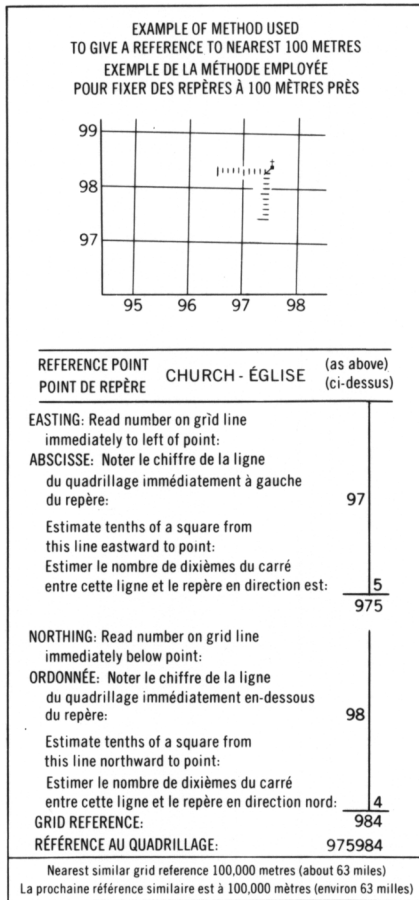 EXAMPLE OF METHOD USED
TO GIVE A REFERENCE TO NEAREST 100 METRES
EXEMPLE DE LA MÉTHODE EMPLOYÉE
POUR FIXER DES REPÈRES À 100 MÈTRES PRÈS
99
98
97
95 96 97 98
REFERENCE POINT
POINT DE REPÈRE
CHURCH - ÉGLISE
(as above)
(ci-dessus)
EASTING: Read number on grid line
immediately to left of point:
ABSCISSE: Noter le chiffre de la ligne
du quadrillage immédiatement à gauche
du repère: 97
Estimate tenths of a square from
this line eastward to point:
Estimer le nombre de dixièmes du carré
entre cette ligne et le repère en direction est: 5
975
NORTHING: Read number on grid line
immediately below point:
ORDONNÉE: Noter le chiffre de la ligne
du quadrillage immédiatement en-dessous
du repère: 98
Estimate tenths of a square from
this line northward to point:
Estimer le nombre de dixièmes du carré
entre cette ligne et le repère en direction nord: 4
GRID REFERENCE: 984
RÉFÉRENCE AU QUADRILLAGE: 975984
Nearest similar grid reference 100,000 metres (about 63 miles)
La prochaine référence similaire est à 100,000 mètres (environ 63 milles)